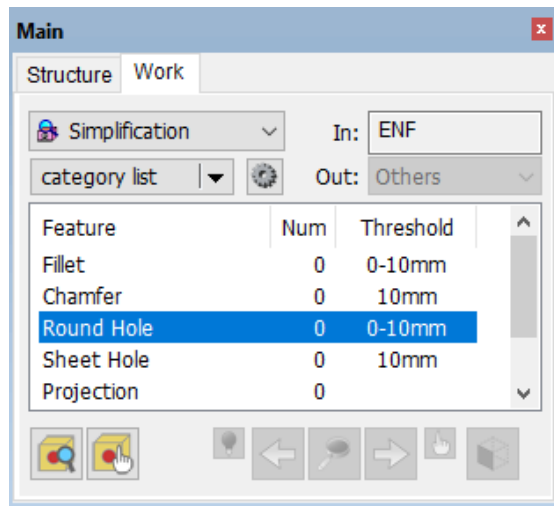 Main
Structure Work
Simplification In: ENF
category list Out: Others
Feature Num Threshold
Fillet 0 0-10mm
Chamfer 0 10mm
Round Hole 0 0-10mm
Sheet Hole 0 10mm
Projection 0